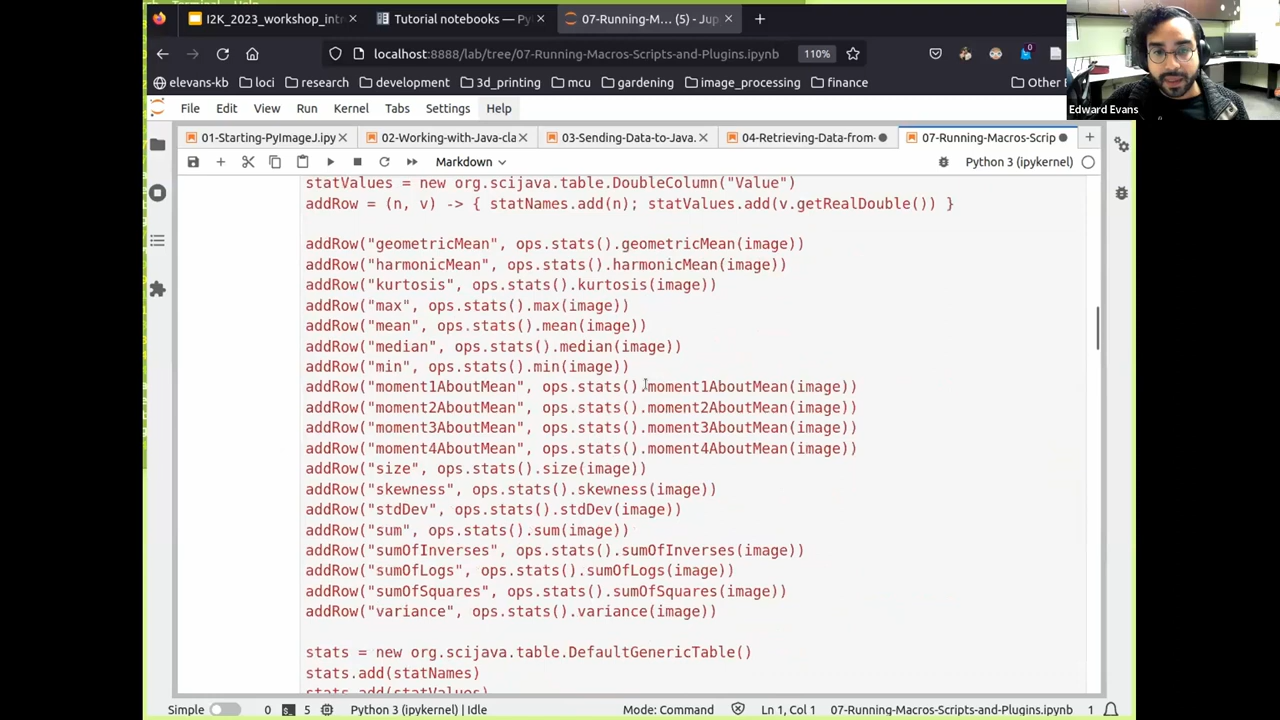 I2K_2023_workshop_int
Tutorial notebooks — Py
07-Running-M… (5) - Jup
localhost:8888/lab/tree/07-Running-Macros-Scripts-and-Plugins.ipynb
110%
0
elevans-kb
loci
research
fun
3d_printing
mcu
gardening
image_processing
finance
Other
Edward Evans
File Edit View Run Kernel Tabs Settings Help
01-Starting-PyImageJ.ipy
02-Working-with-Java-cla
03-Sending-Data-to-Java.
04-Retrieving-Data-from-
07-Running-Macros-Scrip
Markdown
Python 3 (ipykernel)
statValues = new org.scijava.table.DoubleColumn("Value")
addRow = (n, v) -> { statNames.add(n); statValues.add(v.getRealDouble()) }
addRow("geometricMean", ops.stats().geometricMean(image))
addRow("harmonicMean", ops.stats().harmonicMean(image))
addRow("kurtosis", ops.stats().kurtosis(image))
addRow("max", ops.stats().max(image))
addRow("mean", ops.stats().mean(image))
addRow("median", ops.stats().median(image))
addRow("min", ops.stats().min(image))
addRow("moment1AboutMean", ops.stats().moment1AboutMean(image))
addRow("moment2AboutMean", ops.stats().moment2AboutMean(image))
addRow("moment3AboutMean", ops.stats().moment3AboutMean(image))
addRow("moment4AboutMean", ops.stats().moment4AboutMean(image))
addRow("size", ops.stats().size(image))
addRow("skewness", ops.stats().skewness(image))
addRow("stdDev", ops.stats().stdDev(image))
addRow("sum", ops.stats().sum(image))
addRow("sumOfInverses", ops.stats().sumOfInverses(image))
addRow("sumOfLogs", ops.stats().sumOfLogs(image))
addRow("sumOfSquares", ops.stats().sumOfSquares(image))
addRow("variance", ops.stats().variance(image))
stats = new org.scijava.table.DefaultGenericTable()
stats.add(statNames)
stats.add(statValues)
Simple 0 5 Python 3 (ipykernel) | Idle Mode: Command Ln 1, Col 1 07-Running-Macros-Scripts-and-Plugins.ipynb 1